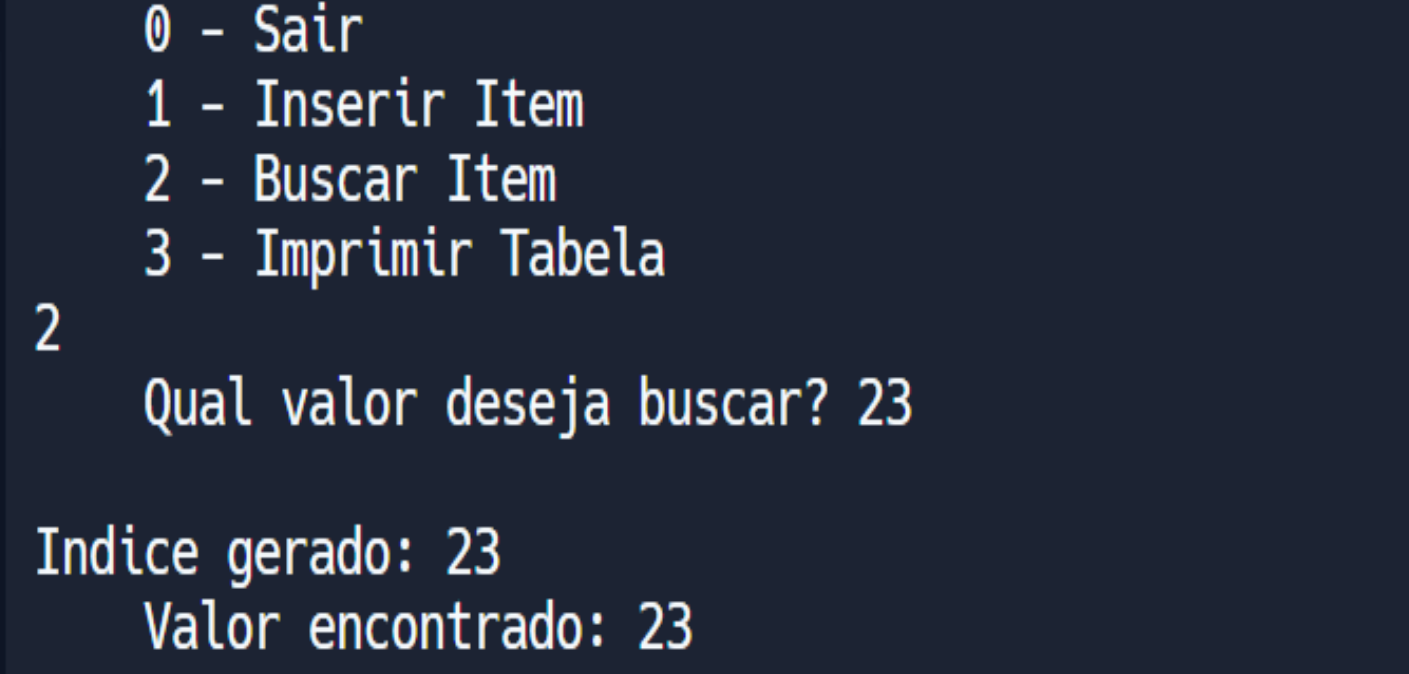 0 - Sair
1 - Inserir Item
2 - Buscar Item
3 - Imprimir Tabela
2
Qual valor deseja buscar? 23
Indice gerado: 23
Valor encontrado: 23